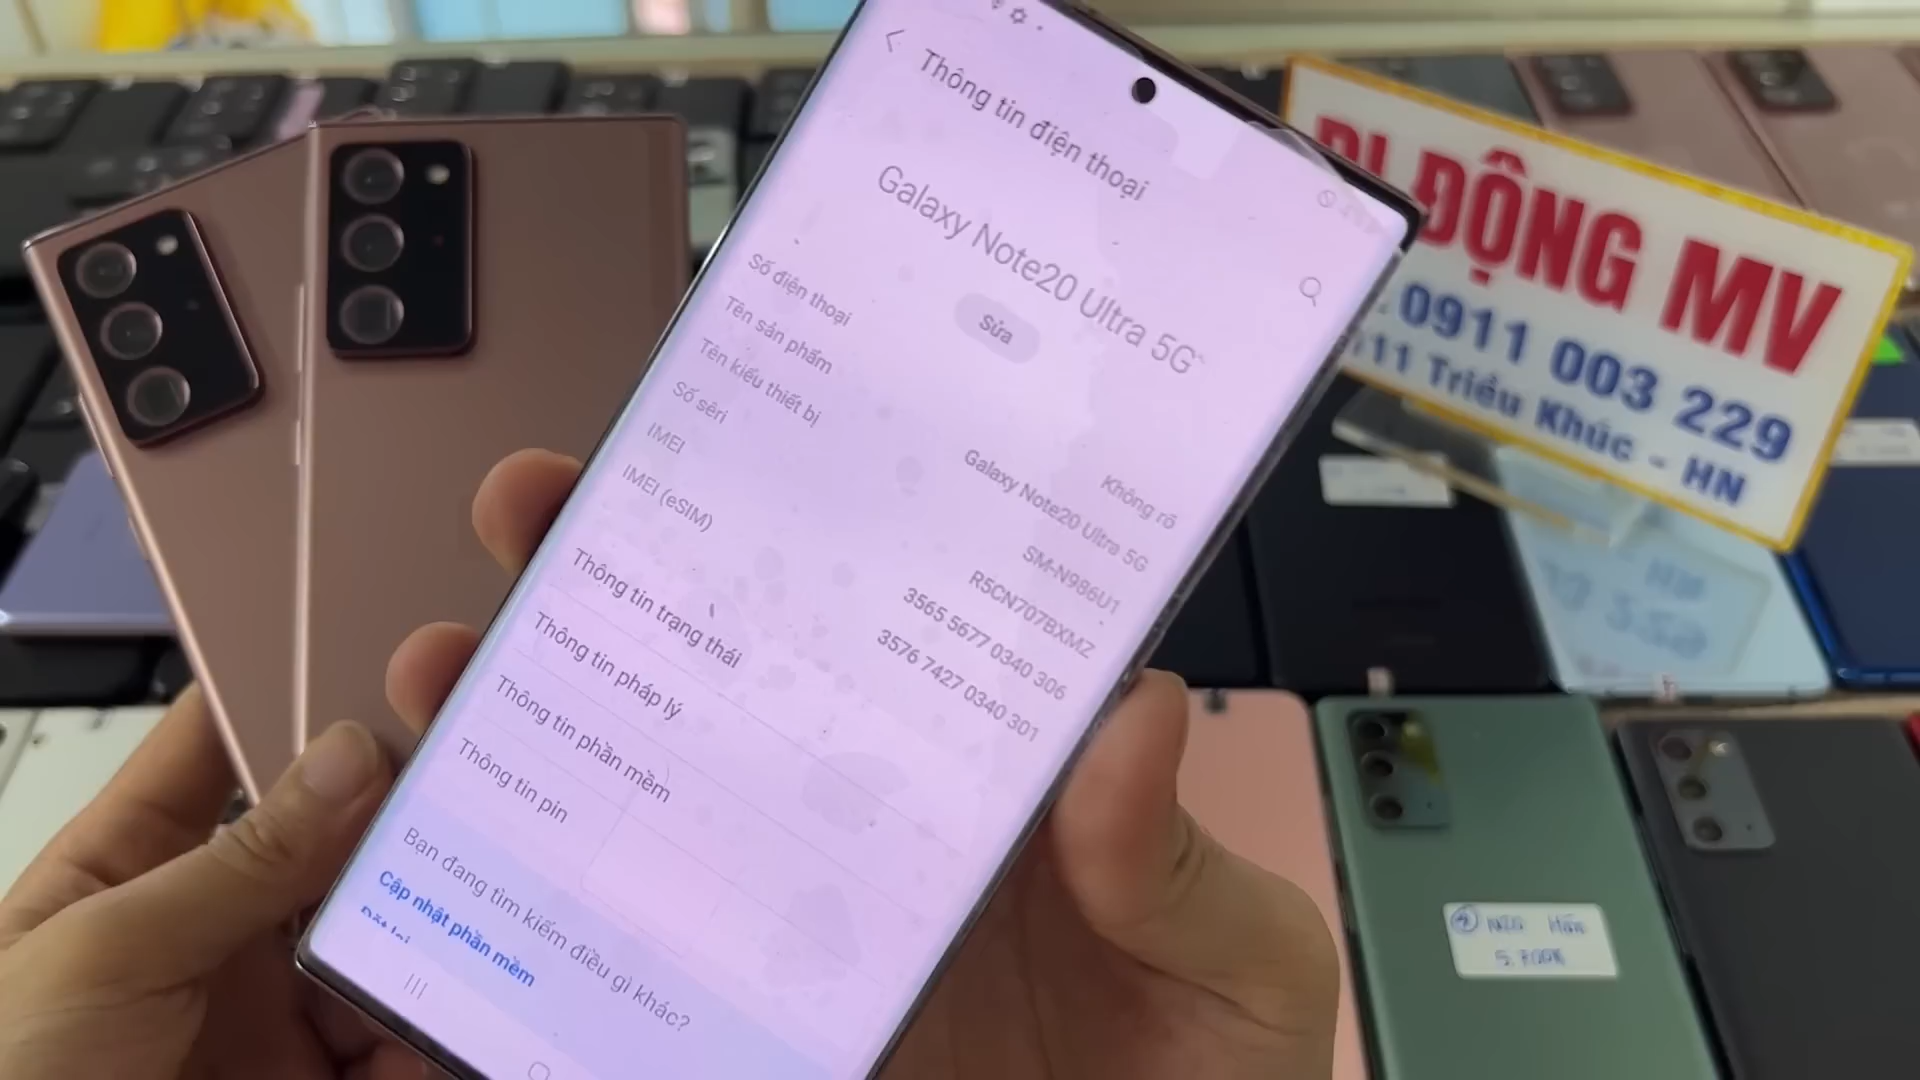 Thông tin điện thoại
Galaxy Note20 Ultra 5G
Sửa
Số điện thoại
Không rõ
Tên sản phẩm
Galaxy Note20 Ultra 5G
Tên kiểu thiết bị
SM-N986U1
Số sêri
R5CN707BXMZ
IMEI
3565 5677 0340 306
IMEI (eSIM)
3576 7427 0340 301
Thông tin trạng thái
Thông tin pháp lý
Thông tin phần mềm
Thông tin pin
Bạn đang tìm kiếm điều gì khác?
Cập nhật phần mềm
DI ĐỘNG MV
0911 003 229
111 Triều Khúc - HN